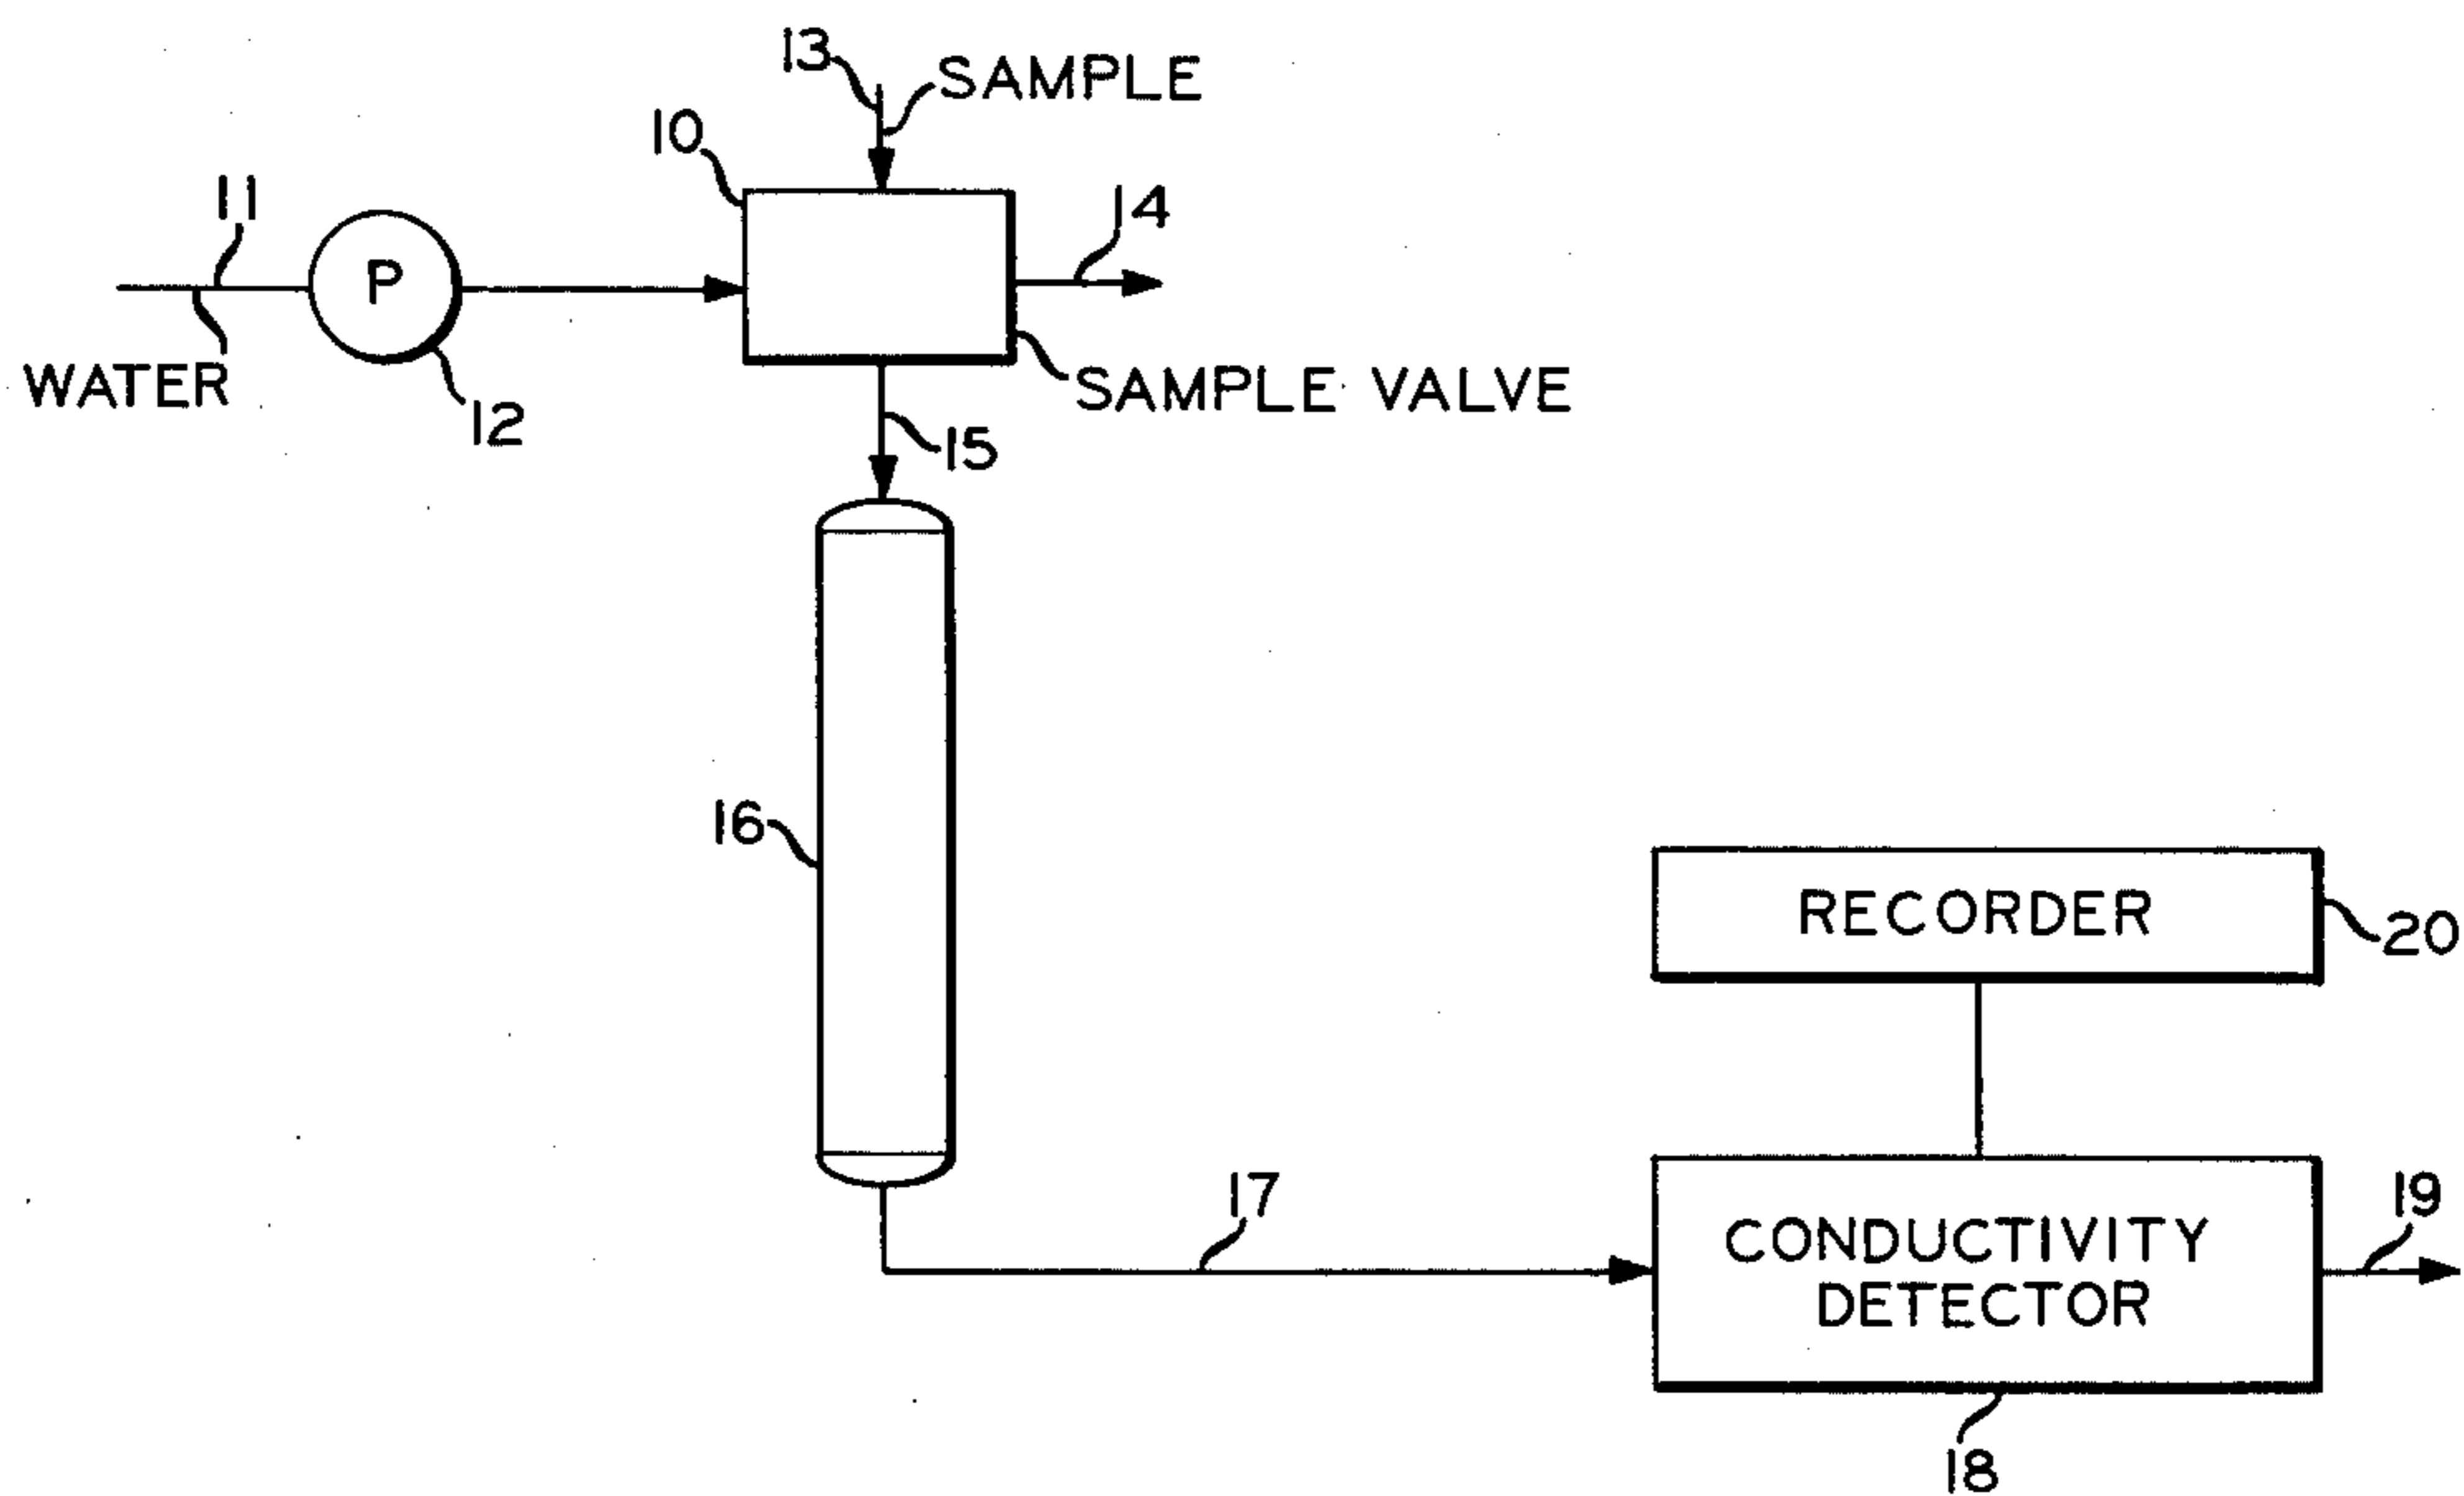 13
SAMPLE
10
11
14
P
WATER
12
SAMPLE VALVE
15
16
RECORDER
20
17
19
CONDUCTIVITY
DETECTOR
18